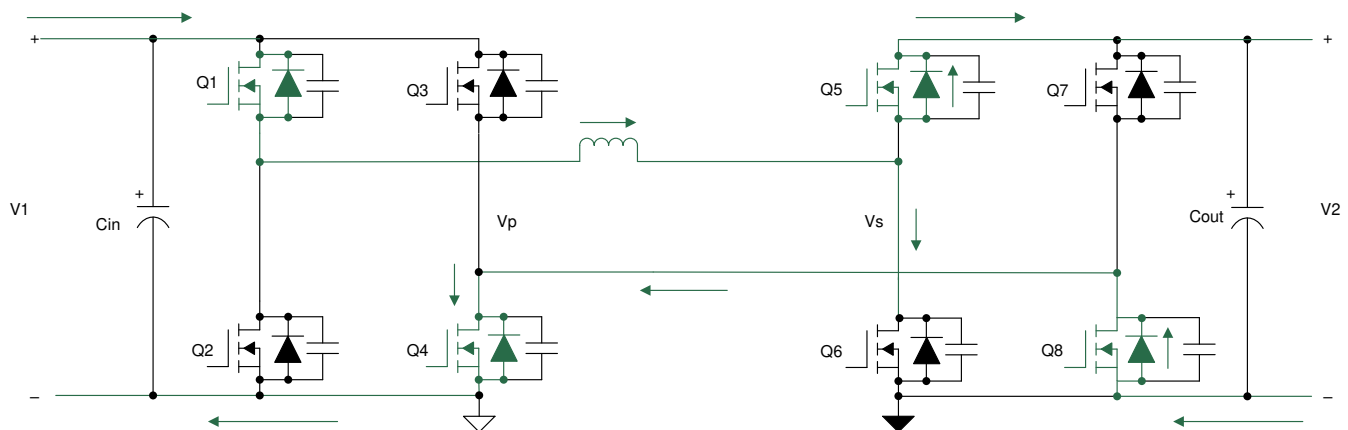 +
Q1
Q3
Q5
Q7
+
+
+
V1
Cin
Vp
Vs
Cout
V2
Q2
Q4
Q6
Q8
–
–